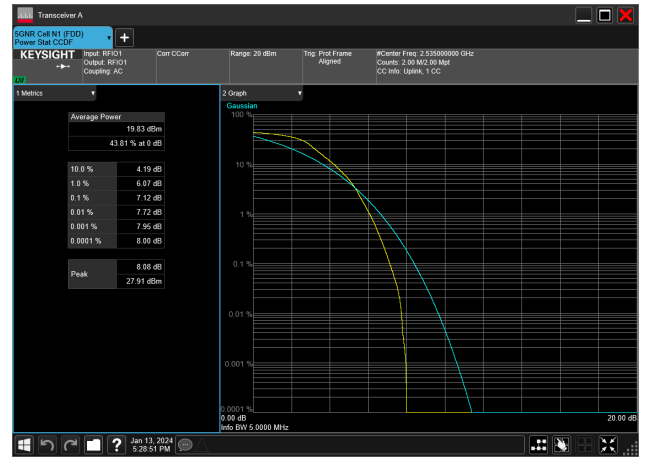 Transceiver A
5GNR Cell N1 (FDD)
Power Stat CCDF
KEYSIGHT
LXI
Input: RFIO1
Output: RFIO1
Coupling: AC
Corr CCorr
Range: 20 dBm
Trig: Prot Frame
Aligned
#Center Freq: 2.535000000 GHz
Counts: 2.00 M/2.00 Mpt
CC Info: Uplink, 1 CC
1 Metrics
Average Power
19.83 dBm
43.81 % at 0 dB
10.0 % 4.19 dB
1.0 % 6.07 dB
0.1 % 7.12 dB
0.01 % 7.72 dB
0.001 % 7.95 dB
0.0001 % 8.00 dB
Peak
8.08 dB
27.91 dBm
2 Graph
Gaussian
100 %
10 %
1 %
0.1 %
0.01 %
0.001 %
0.0001 %
0.00 dB 20.00 dB
Info BW 5.0000 MHz
? Jan 13, 2024
5:28:51 PM